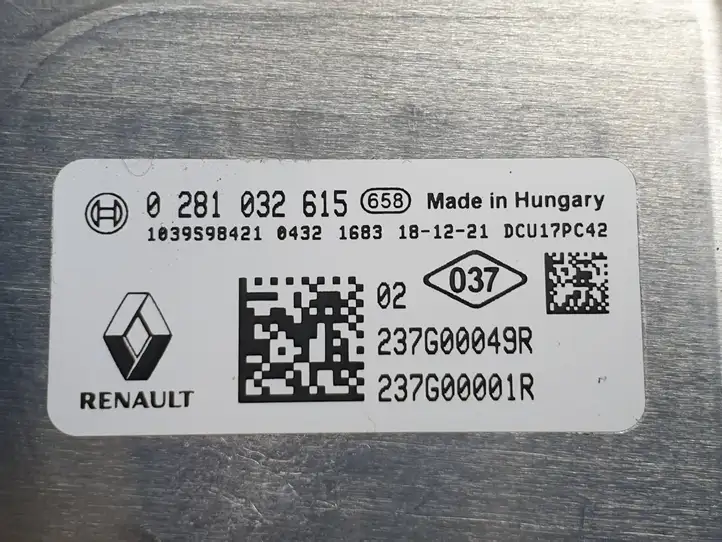 0 281 032 615 658 Made in Hungary
1039S98421 0432 1683 18-12-21 DCU17PC42
02 037
237G00049R
237G00001R
RENAULT